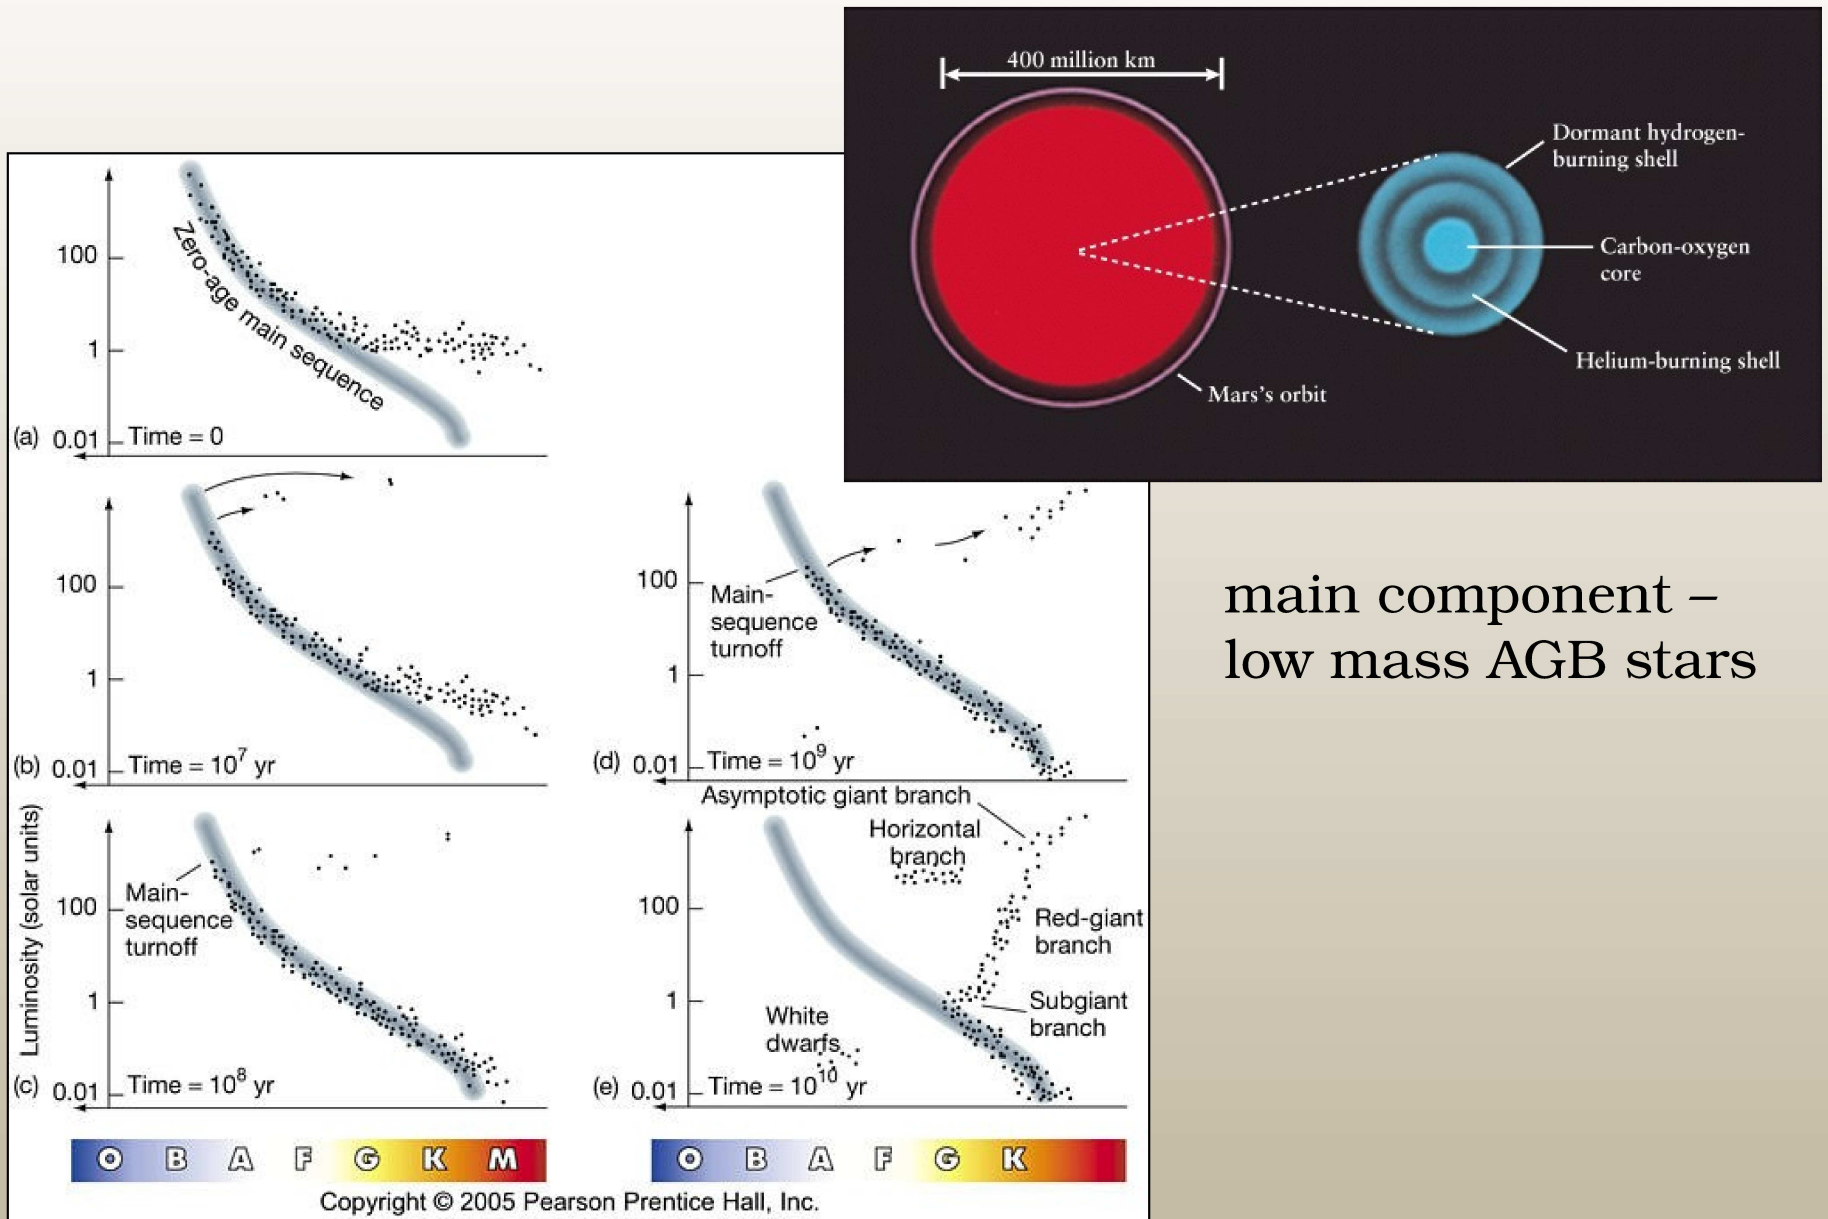 400 million km
Dormant hydrogen-
burning shell
Carbon-oxygen
core
Helium-burning shell
Mars's orbit
100
1
0.01
Zero-age main sequence
(a)
Time = 0
100
1
0.01
(b)
Time = 10⁷ yr
Luminosity (solar units)
100
1
0.01
Main-
sequence
turnoff
(c)
Time = 10⁸ yr
100
1
0.01
Main-
sequence
turnoff
(d)
Time = 10⁹ yr
Asymptotic giant branch
Horizontal
branch
100
1
0.01
Red-giant
branch
Subgiant
branch
White
dwarfs
(e)
Time = 10¹⁰ yr
O B A F G K M
O B A F G K
Copyright © 2005 Pearson Prentice Hall, Inc.
main component –
low mass AGB stars